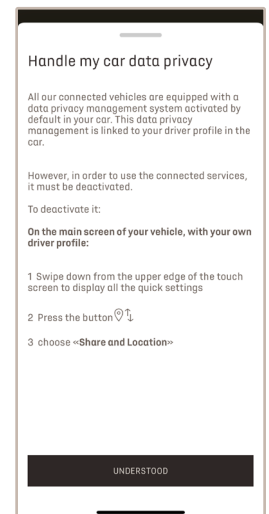 Handle my car data privacy
All our connected vehicles are equipped with a
data privacy management system activated by
default in your car. This data privacy
management is linked to your driver profile in the
car.
However, in order to use the connected services,
it must be deactivated.
To deactivate it:
On the main screen of your vehicle, with your own
driver profile:
1 Swipe down from the upper edge of the touch
screen to display all the quick settings
2 Press the button
3 choose «Share and Location»
UNDERSTOOD